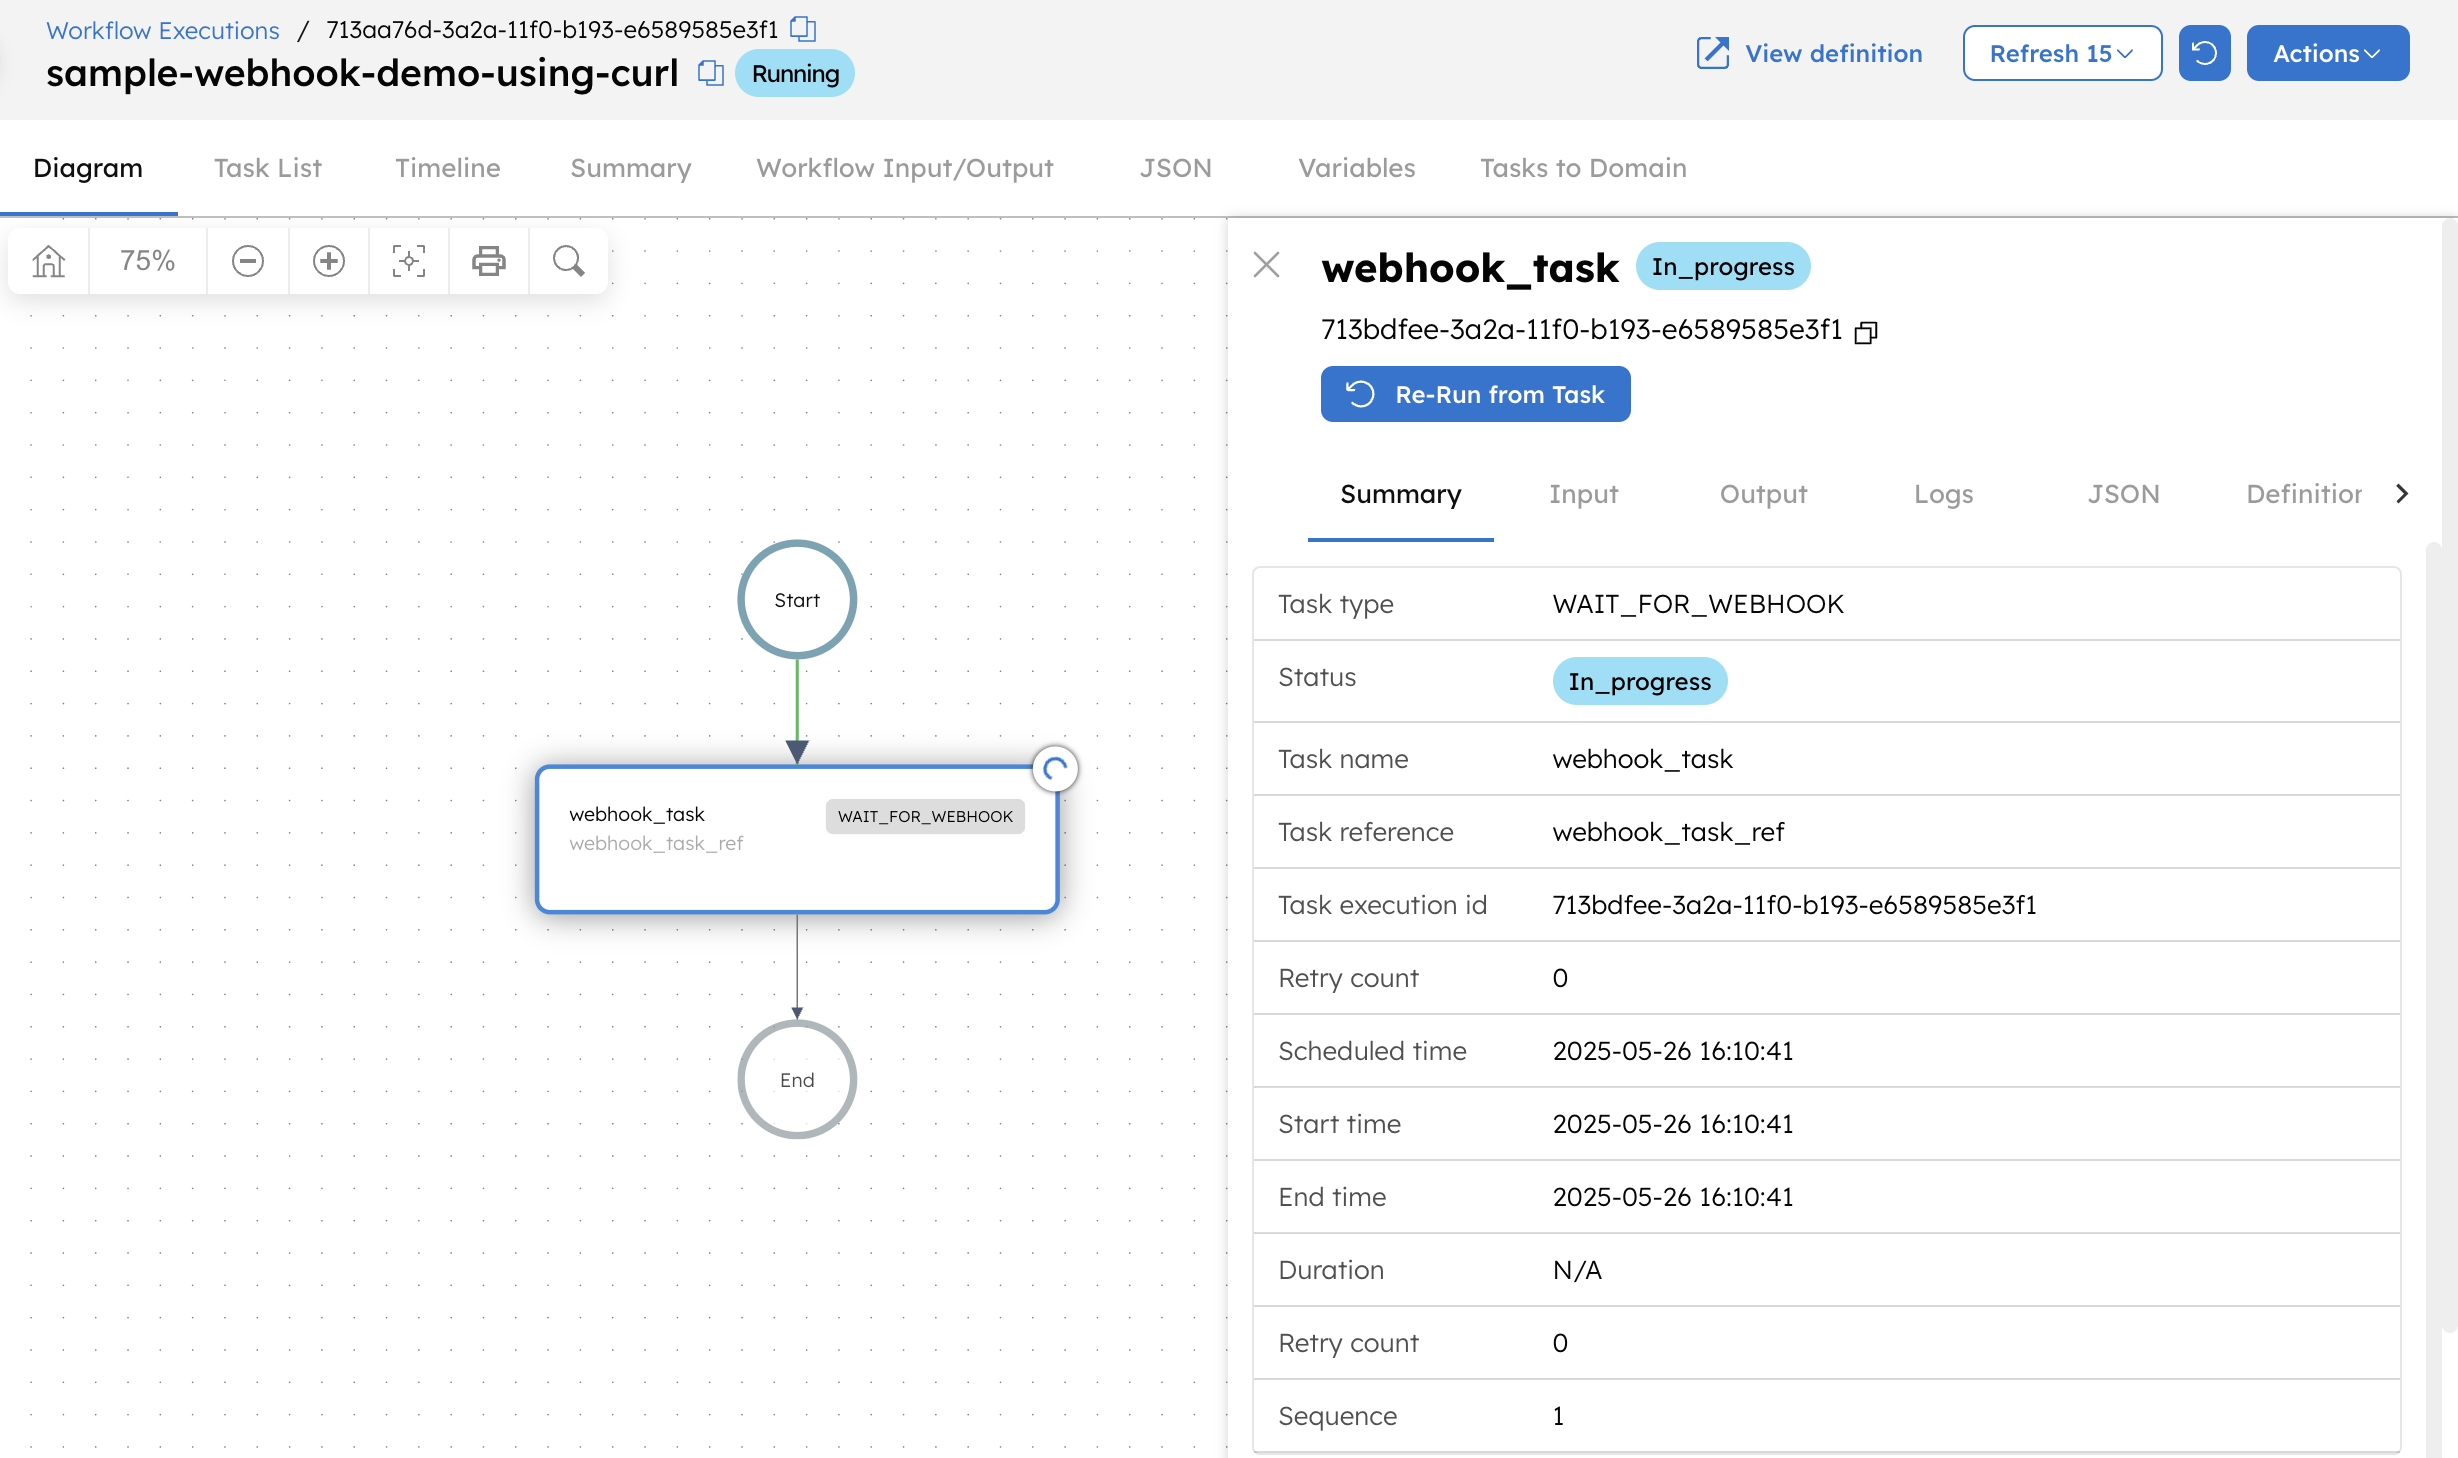 Workflow Executions / 713aa76d-3a2a-11f0-b193-e6589585e3f1
sample-webhook-demo-using-curl Running
View definition Refresh 15 Actions
Diagram Task List Timeline Summary Workflow Input/Output JSON Variables Tasks to Domain
75%
Start
webhook_task WAIT_FOR_WEBHOOK
webhook_task_ref
End
webhook_task In_progress
713bdfee-3a2a-11f0-b193-e6589585e3f1
Re-Run from Task
Summary Input Output Logs JSON Definition
Task type WAIT_FOR_WEBHOOK
Status In_progress
Task name webhook_task
Task reference webhook_task_ref
Task execution id 713bdfee-3a2a-11f0-b193-e6589585e3f1
Retry count 0
Scheduled time 2025-05-26 16:10:41
Start time 2025-05-26 16:10:41
End time 2025-05-26 16:10:41
Duration N/A
Retry count 0
Sequence 1